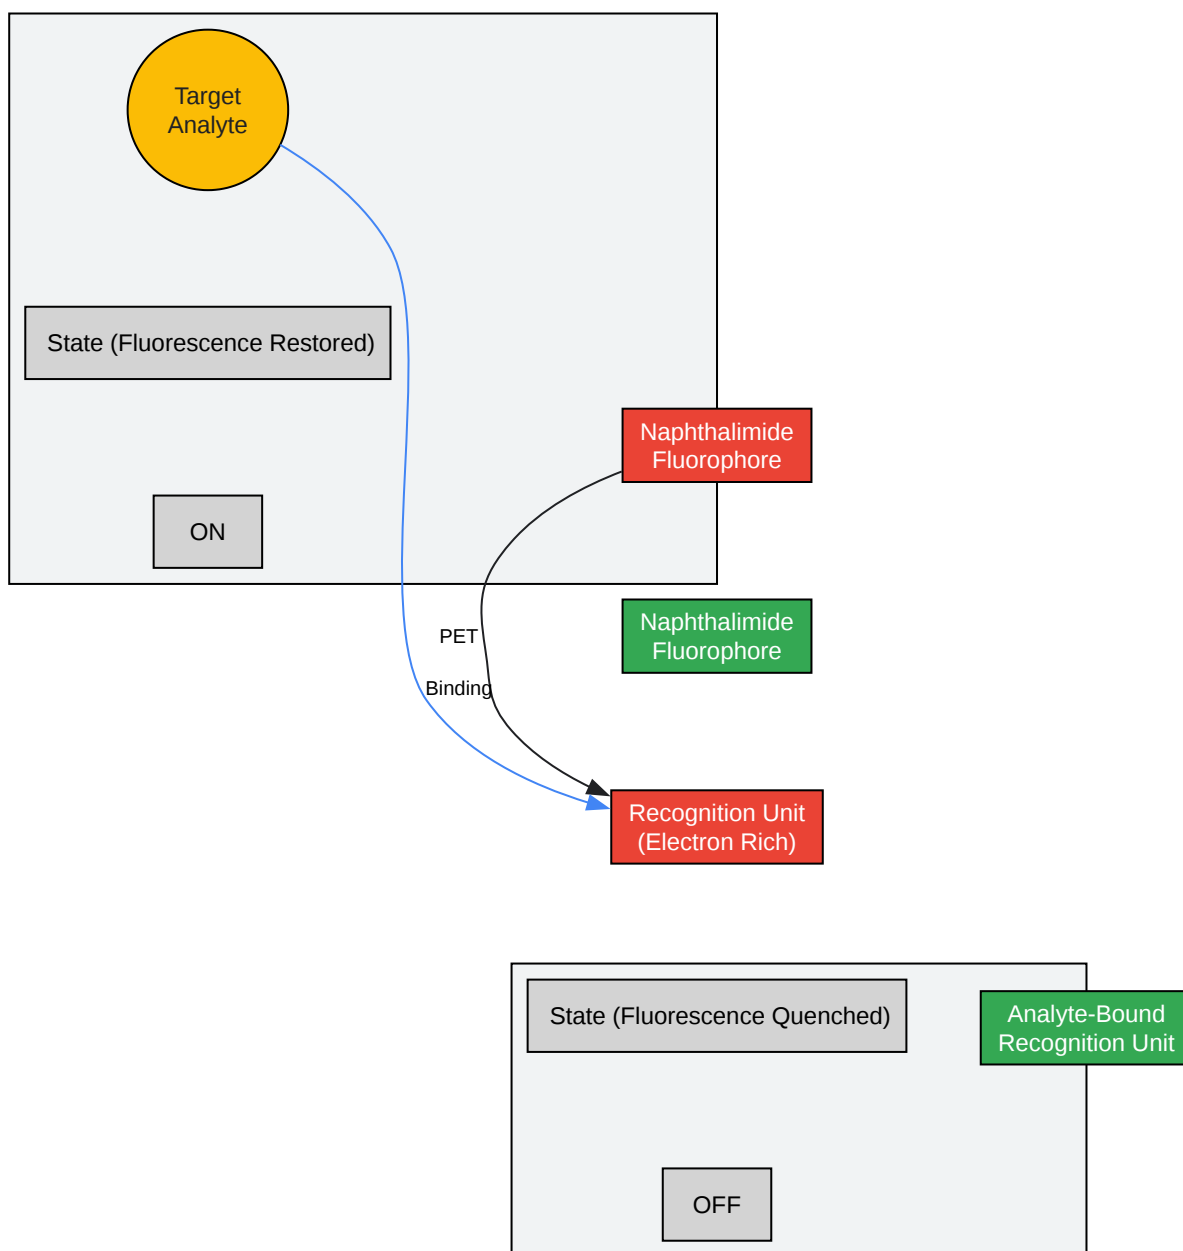 Target
Analyte
State (Fluorescence Restored)
Naphthalimide
Fluorophore
ON
Naphthalimide
Fluorophore
PET
Binding
Recognition Unit
(Electron Rich)
State (Fluorescence Quenched)
Analyte-Bound
Recognition Unit
OFF